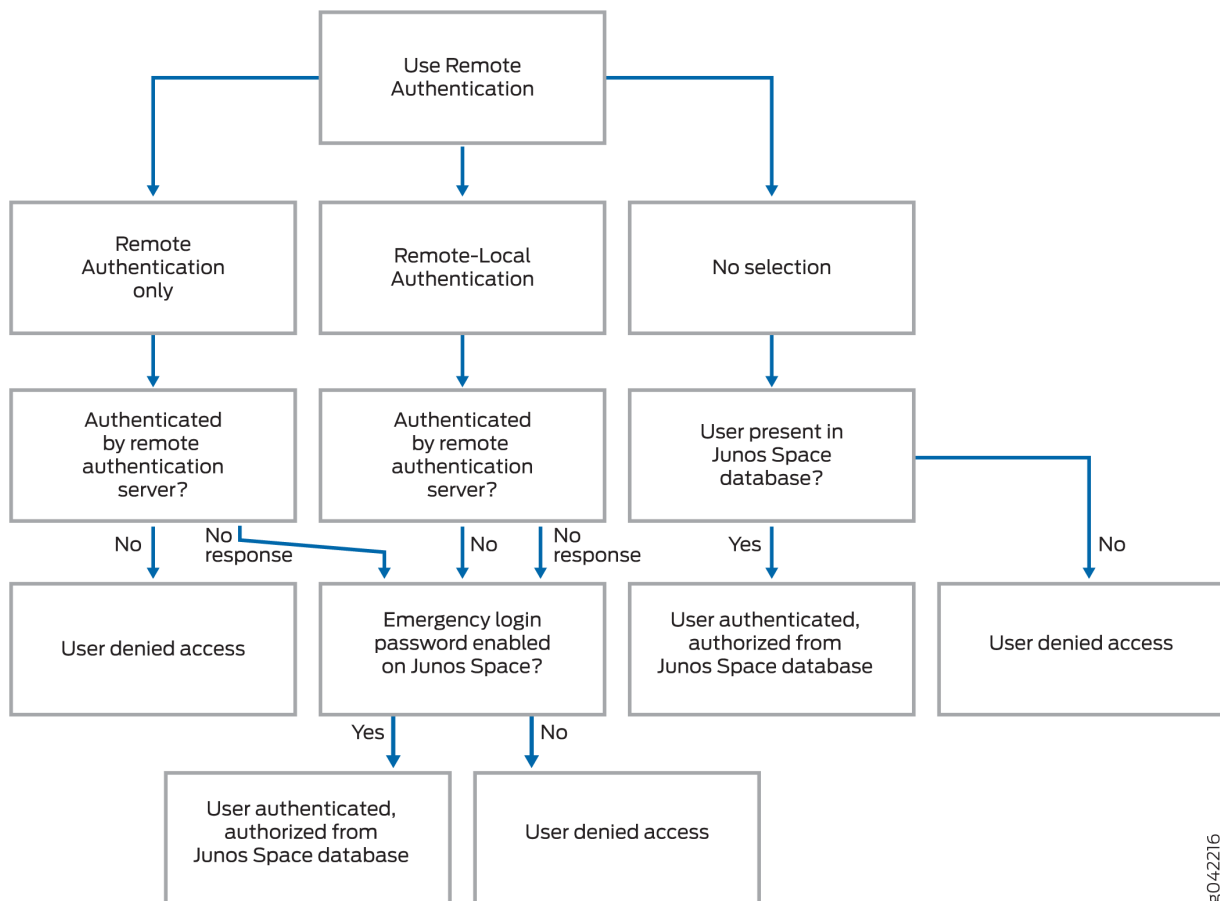 Use Remote
Authentication
Remote
Authentication
only
Remote-Local
Authentication
No selection
Authenticated
by remote
authentication
server?
Authenticated
by remote
authentication
server?
User present in
Junos Space
database?
No
No
response
No
No
response
Yes
No
User denied access
Emergency login
password enabled
on Junos Space?
User authenticated,
authorized from
Junos Space database
User denied access
Yes
No
User authenticated,
authorized from
Junos Space database
User denied access
g042216